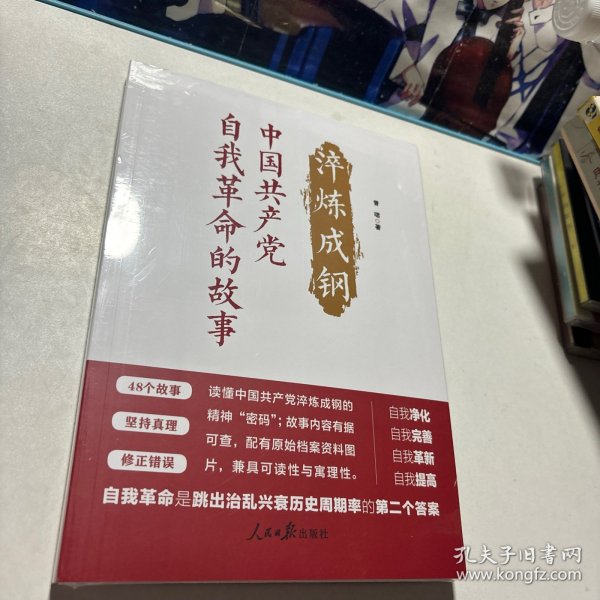 淬炼成钢
中国共产党
自我革命的故事
曾珺 著
48个故事
坚持真理
修正错误
读懂中国共产党淬炼成钢的
精神“密码”；故事内容有据
可查，配有原始档案资料图
片，兼具可读性与寓理性。
自我净化
自我完善
自我革新
自我提高
自我革命是跳出治乱兴衰历史周期率的第二个答案
人民日报出版社
孔夫子旧书网
www.kongfz.com